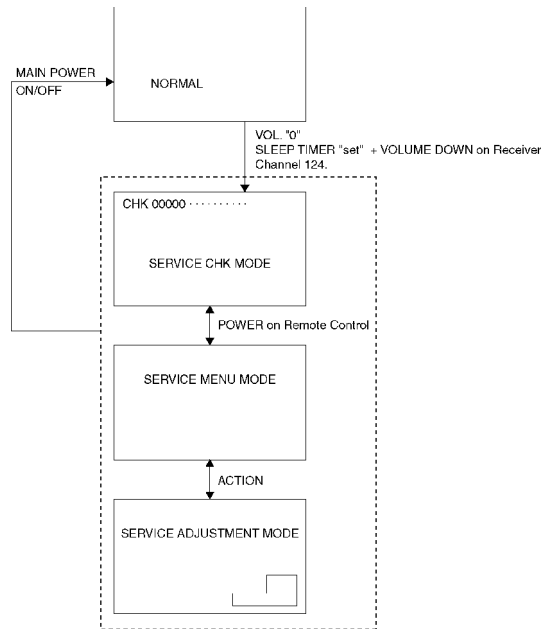 MAIN POWER
ON/OFF
NORMAL
VOL. "0"
SLEEP TIMER "set" + VOLUME DOWN on Receiver
Channel 124.
CHK 00000 · · · · · · · · · ·
SERVICE CHK MODE
POWER on Remote Control
SERVICE MENU MODE
ACTION
SERVICE ADJUSTMENT MODE